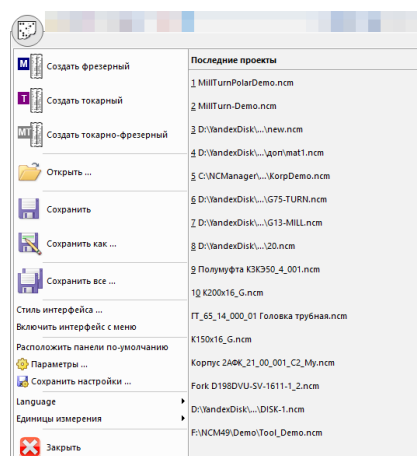 M Создать фрезерный
T Создать токарный
MT Создать токарно-фрезерный
Открыть ...
Сохранить
Сохранить как ...
Сохранить все ...
Стиль интерфейса ...
Включить интерфейс с меню
Расположить панели по-умолчанию
Параметры ...
Сохранить настройки ...
Language
Единицы измерения
Закрыть
Последние проекты
1 MillTurnPolarDemo.ncm
2 MillTurn-Demo.ncm
3 D:\YandexDisk\...\new.ncm
4 D:\YandexDisk\...\доп\mat1.ncm
5 C:\NCManager\...\KorpDemo.ncm
6 D:\YandexDisk\...\G75-TURN.ncm
7 D:\YandexDisk\...\G13-MILL.ncm
8 D:\YandexDisk\...\20.ncm
9 Полумуфта КЗКЭ50_4_001.ncm
10 K200x16_G.ncm
ГТ_65_14_000_01 Головка трубная.ncm
K150x16_G.ncm
Корпус 2АФК_21_00_001_С2_Му.ncm
Fork D198DVU-SV-1611-1_2.ncm
D:\YandexDisk\...\DISK-1.ncm
F:\NCM49\Demo\Tool_Demo.ncm